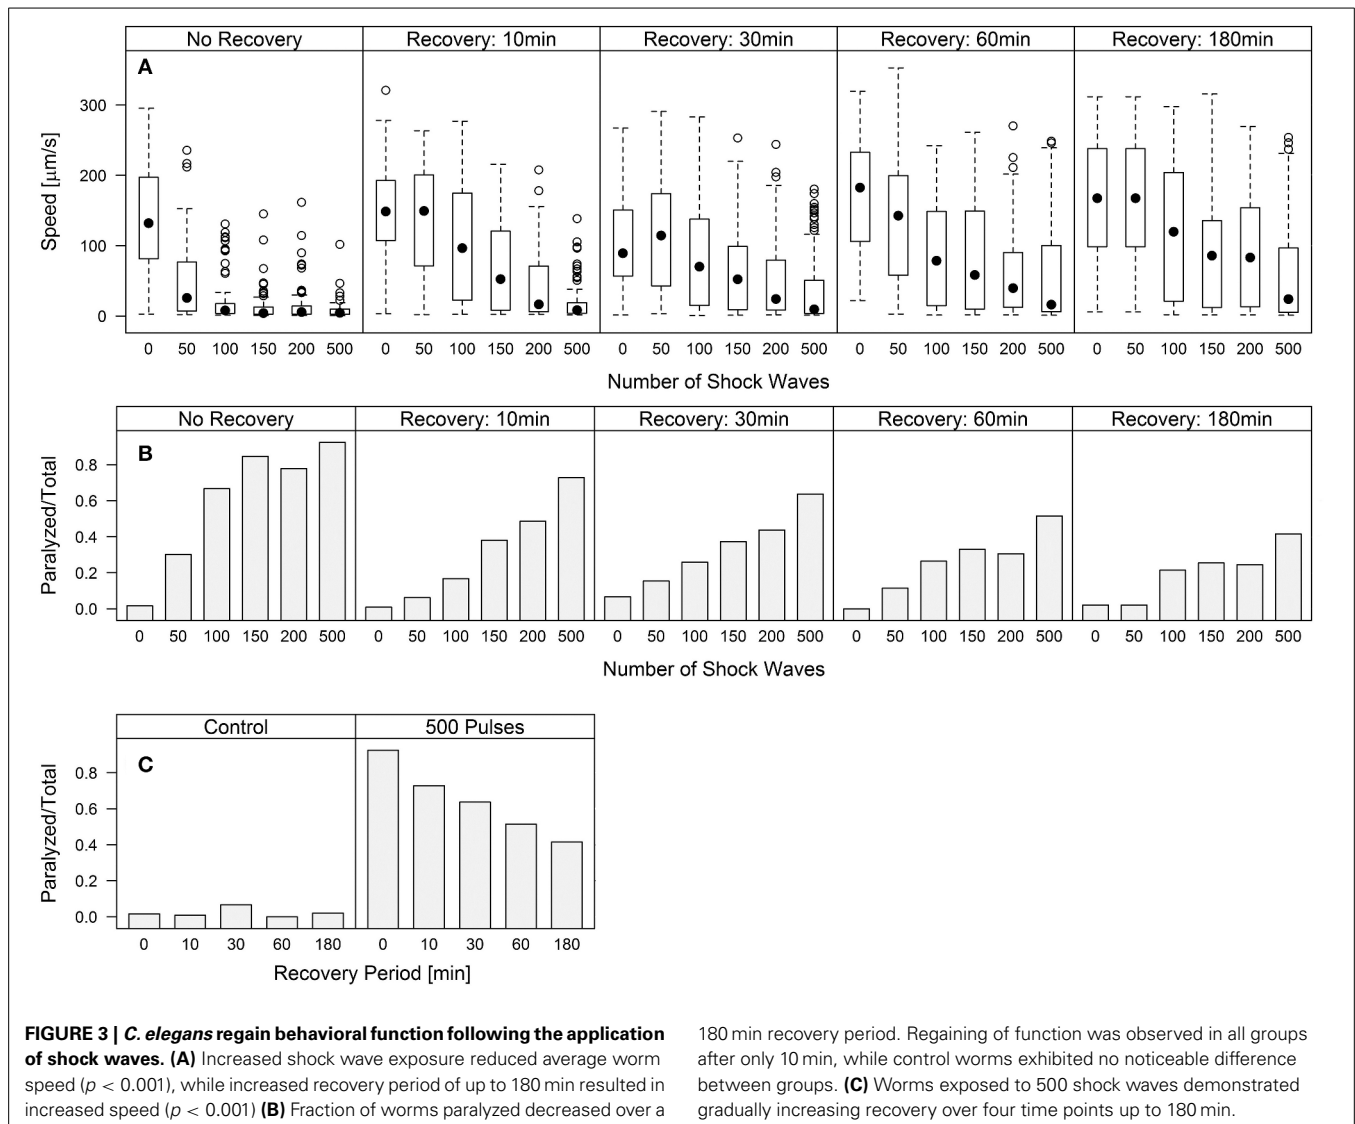 No Recovery Recovery: 10min Recovery: 30min Recovery: 60min Recovery: 180min
A
Speed [µm/s]
300
200
100
0
0 50 100 150 200 500 0 50 100 150 200 500 0 50 100 150 200 500 0 50 100 150 200 500 0 50 100 150 200 500
Number of Shock Waves
No Recovery Recovery: 10min Recovery: 30min Recovery: 60min Recovery: 180min
B
Paralyzed/Total
0.8
0.6
0.4
0.2
0.0
0 50 100 150 200 500 0 50 100 150 200 500 0 50 100 150 200 500 0 50 100 150 200 500 0 50 100 150 200 500
Number of Shock Waves
Control 500 Pulses
C
Paralyzed/Total
0.8
0.6
0.4
0.2
0.0
0 10 30 60 180 0 10 30 60 180
Recovery Period [min]
FIGURE 3 | C. elegans regain behavioral function following the application
of shock waves. (A) Increased shock wave exposure reduced average worm
speed (p < 0.001), while increased recovery period of up to 180 min resulted in
increased speed (p < 0.001) (B) Fraction of worms paralyzed decreased over a
180 min recovery period. Regaining of function was observed in all groups
after only 10 min, while control worms exhibited no noticeable difference
between groups. (C) Worms exposed to 500 shock waves demonstrated
gradually increasing recovery over four time points up to 180 min.